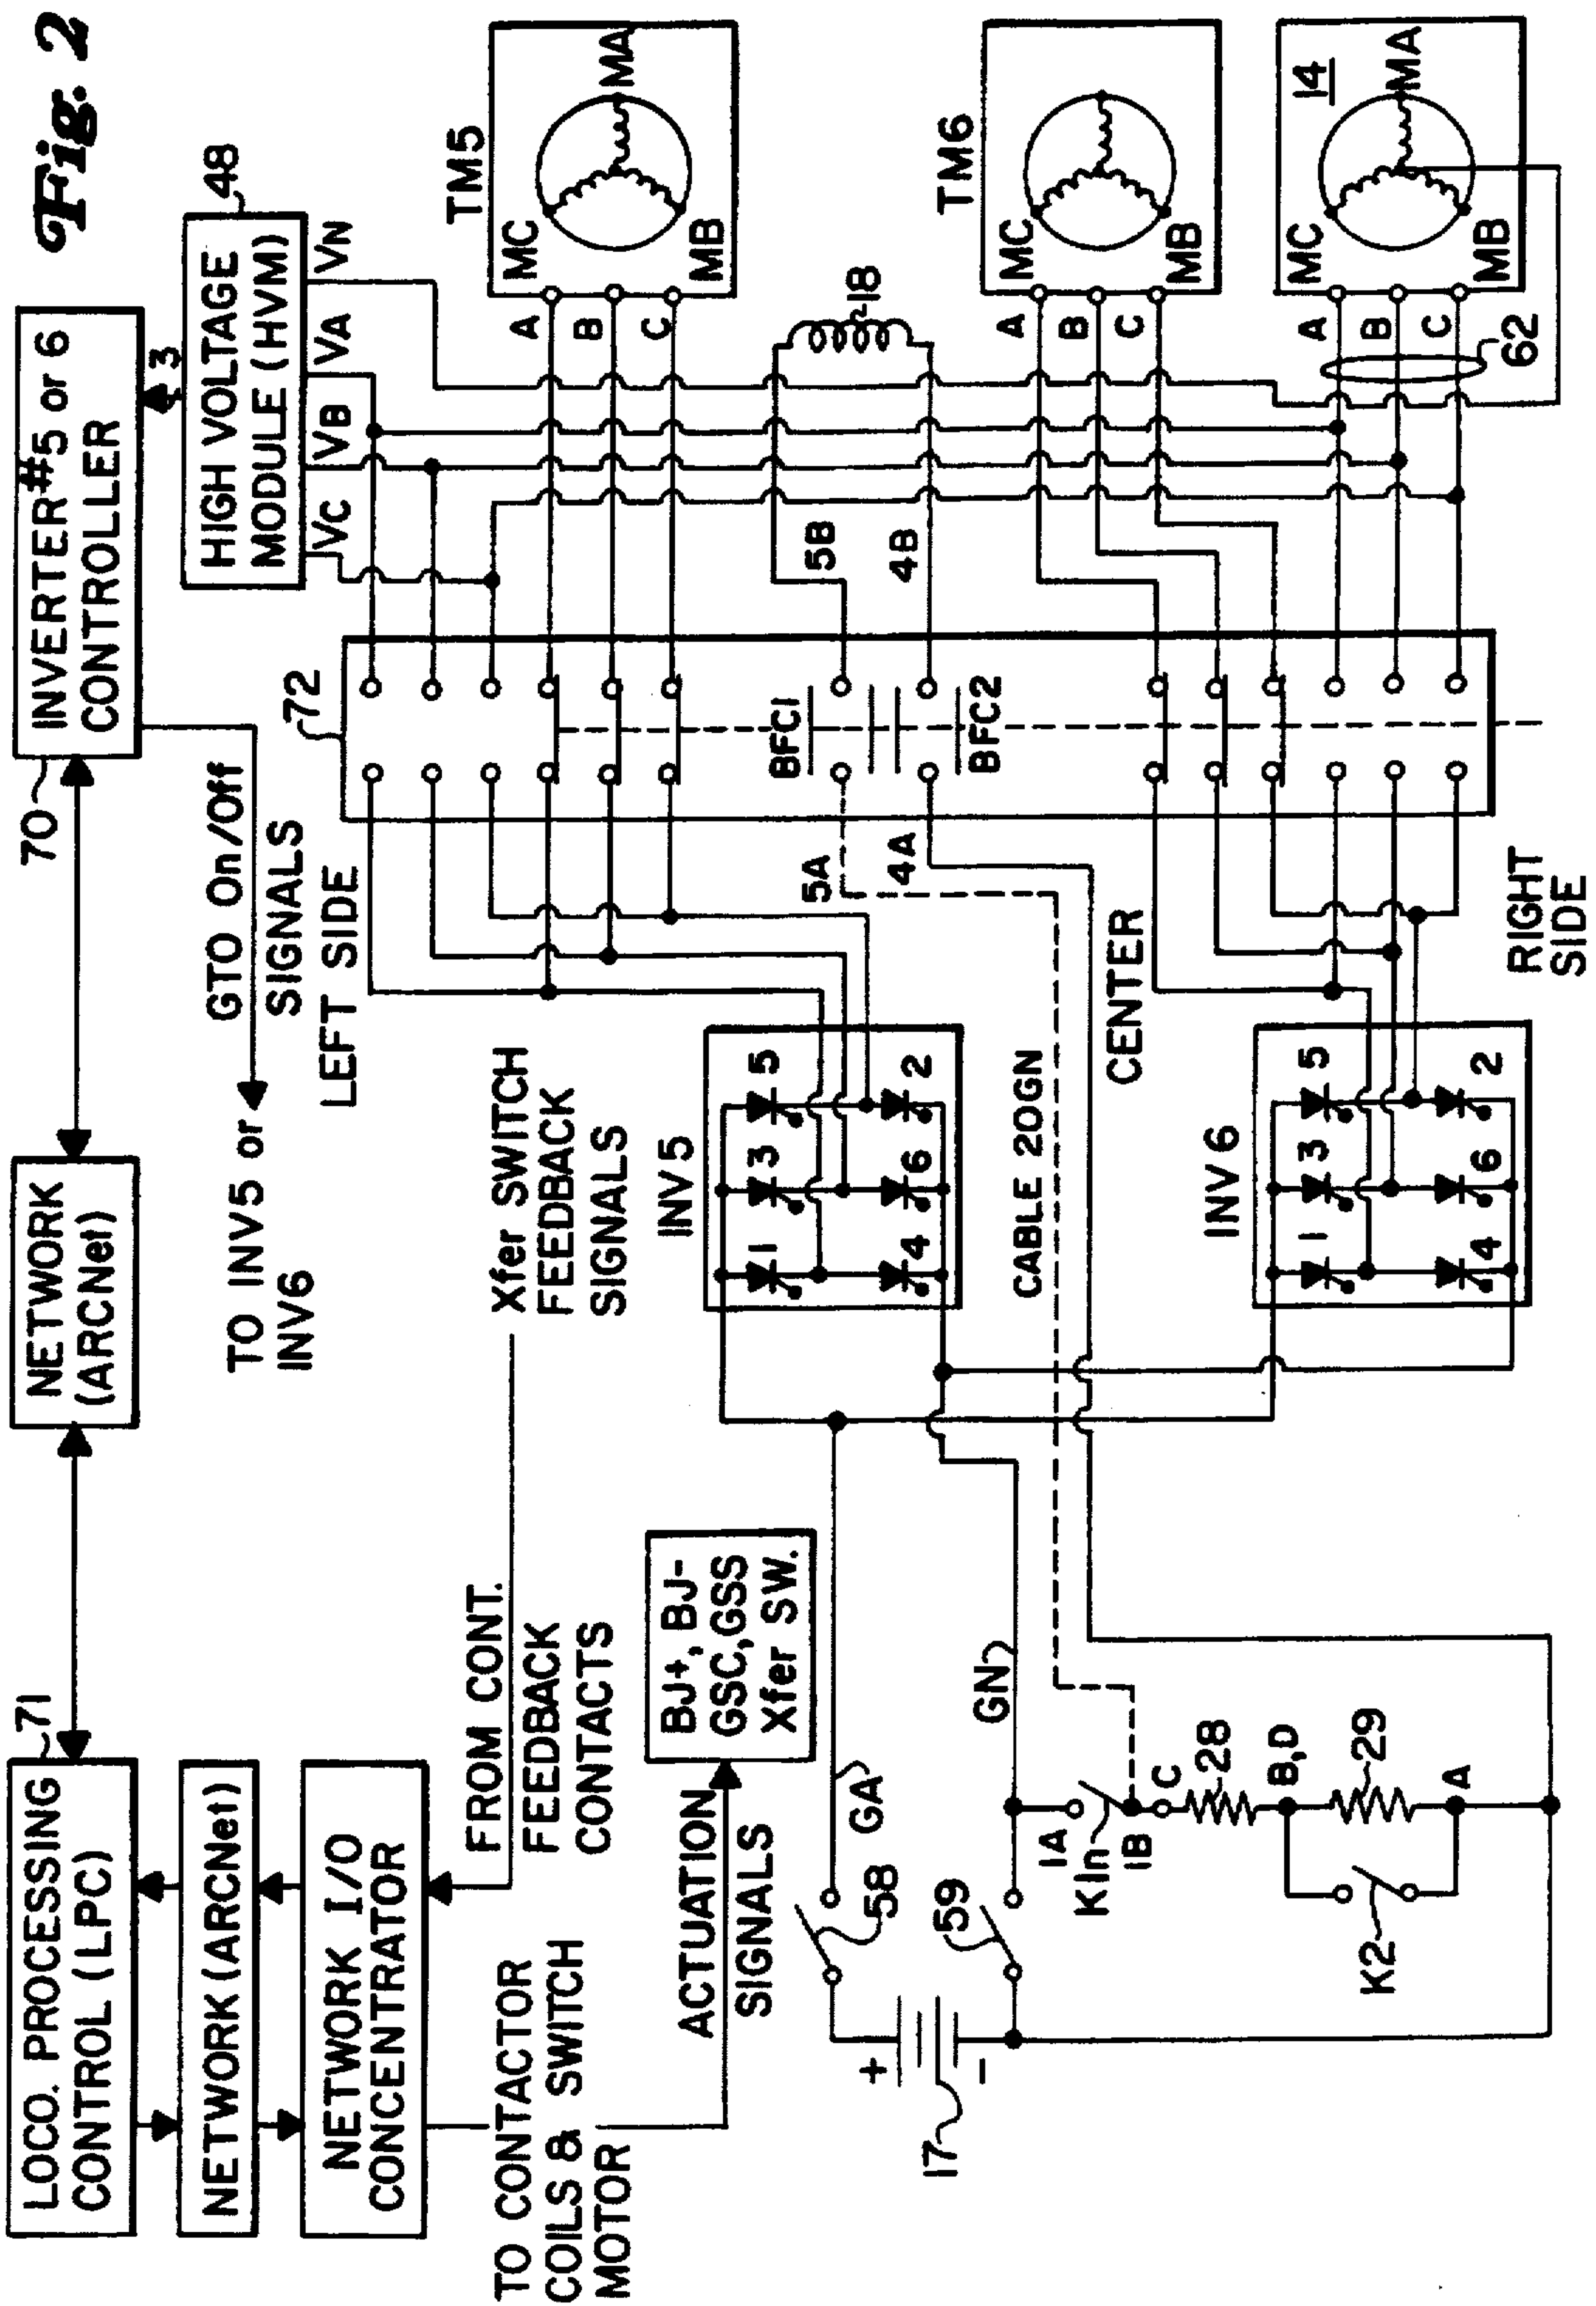 Fig. 2
LOCO. PROCESSING
CONTROL (LPC)
71
NETWORK
(ARCNet)
70
INVERTER #5 or 6
CONTROLLER
NETWORK (ARCNet)
NETWORK I/O
CONCENTRATOR
GTO On/Off
SIGNALS
TO INV5 or
INV6
3
HIGH VOLTAGE
MODULE (HVM)
48
VC
VB
VA
VN
FROM CONT.
FEEDBACK
CONTACTS
Xfer SWITCH
FEEDBACK
SIGNALS
LEFT SIDE
72
TO CONTACTOR
COILS & SWITCH
MOTOR
ACTUATION
SIGNALS
BJ+, BJ-
GSC, GSS
Xfer SW.
TM5
MC
MA
MB
A
B
C
INV 5
1
3
5
4
6
2
BFC1
BFC2
5A
4A
5B
4B
18
17
+
-
58
59
GA
GN
CABLE 20GN
CENTER
TM6
MC
MB
A
B
C
K1n
1A
1B
C
28
B,D
29
A
K2
INV 6
1
3
5
4
6
2
RIGHT
SIDE
14
MC
MA
MB
A
B
C
62